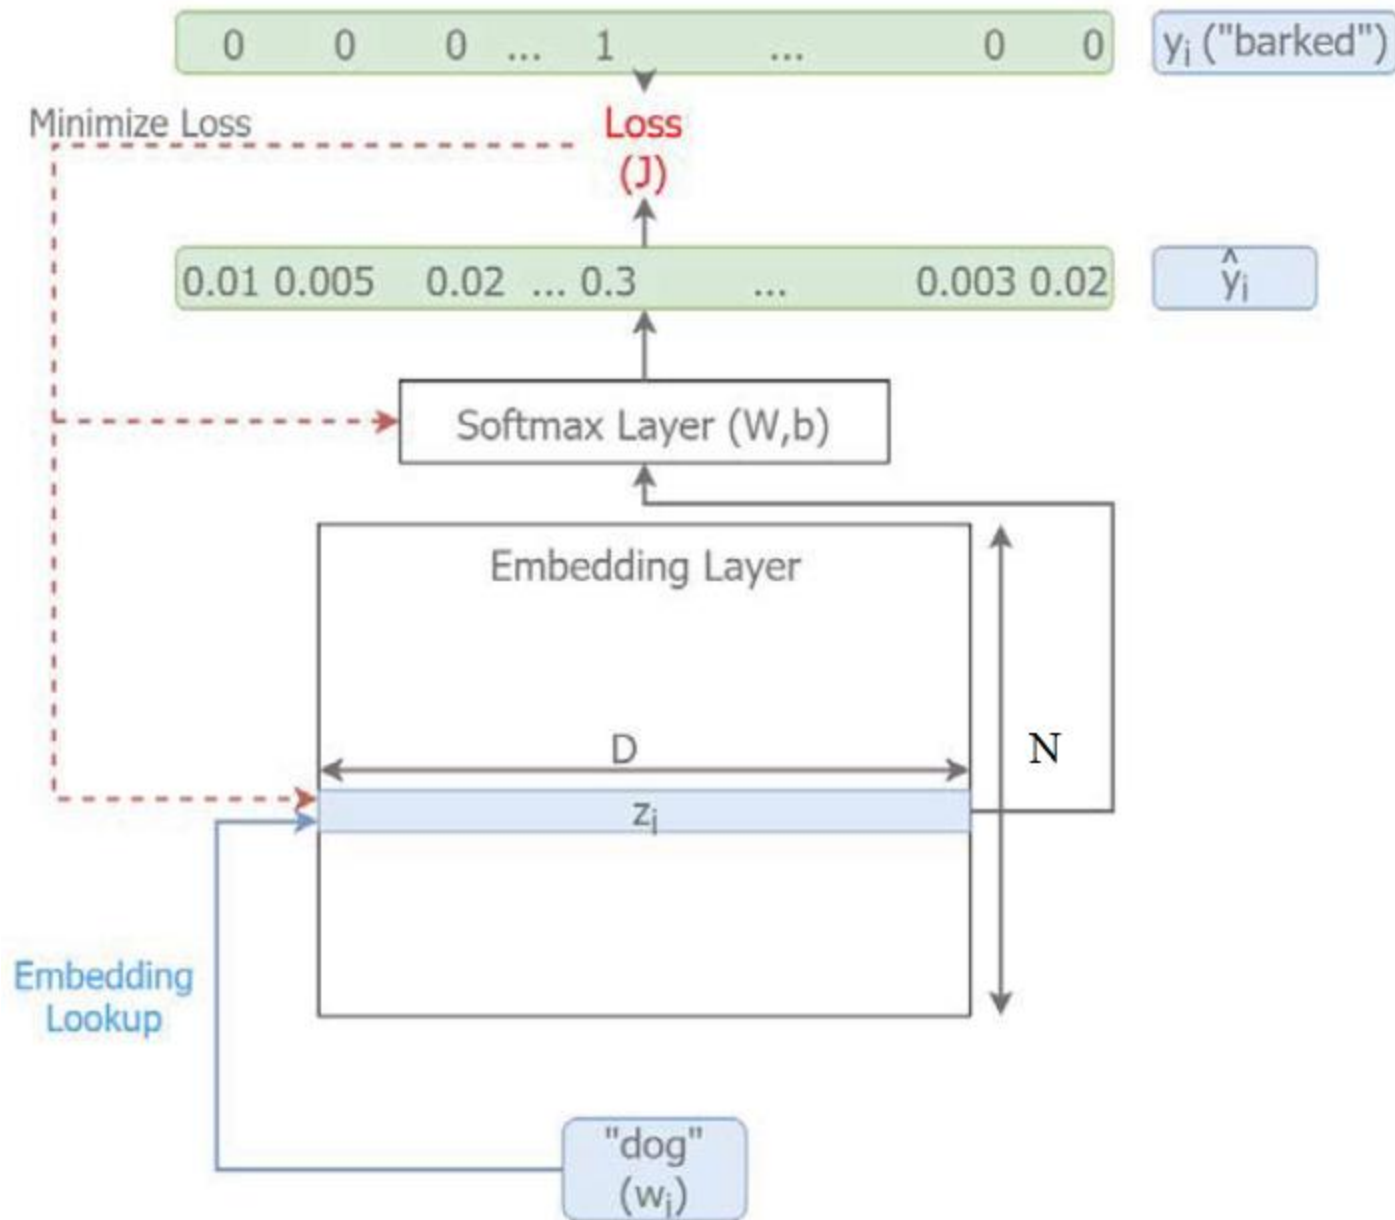 0 0 0 ... 1 ... 0 0
yᵢ ("barked")
Minimize Loss
Loss
(J)
0.01 0.005 0.02 ... 0.3 ... 0.003 0.02
ŷᵢ
Softmax Layer (W,b)
Embedding Layer
D
N
zᵢ
Embedding
Lookup
"dog"
(wᵢ)